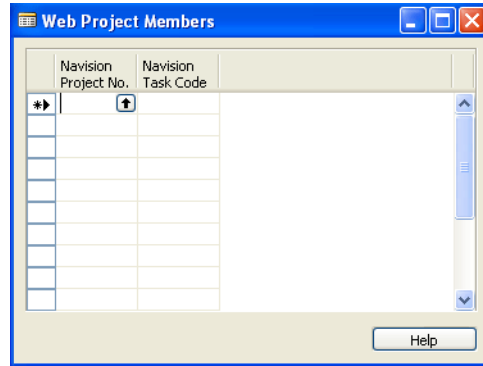 Web Project Members
Navision Navision
Project No. Task Code
Help